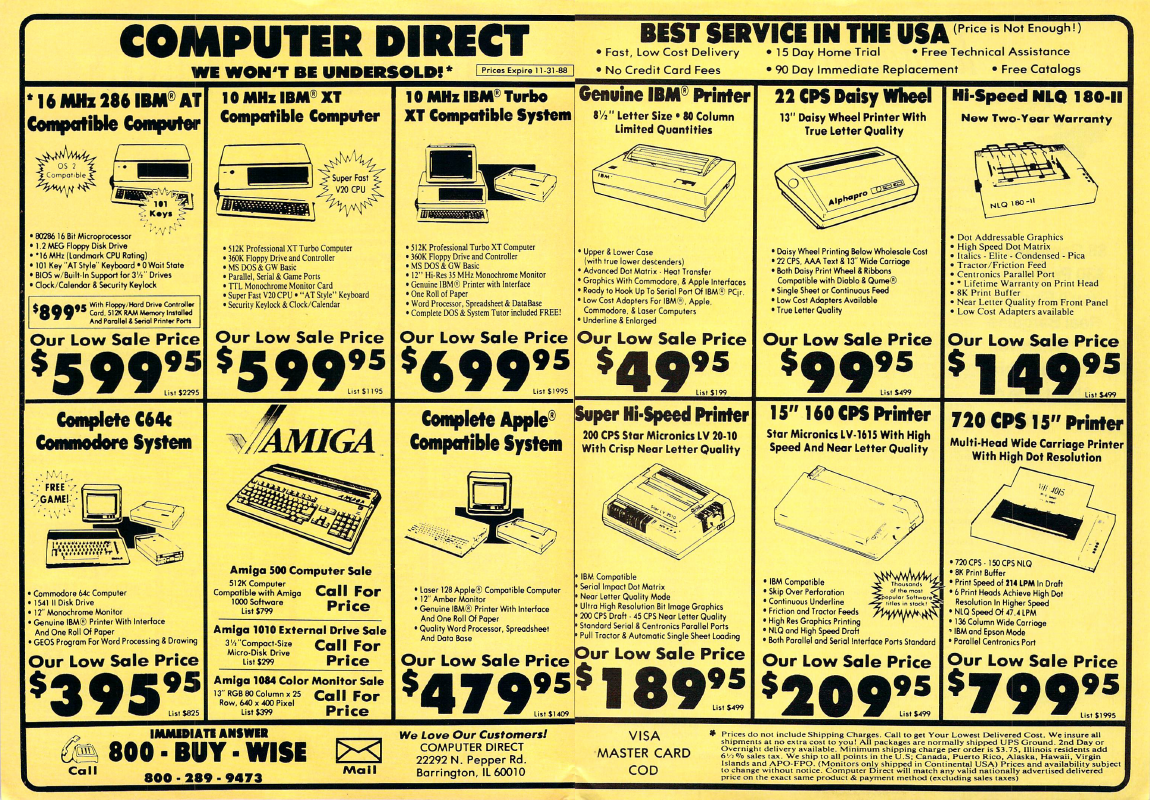 COMPUTER DIRECT
WE WON'T BE UNDERSOLD!*
Prices Expire 11-31-88
BEST SERVICE IN THE USA (Price is Not Enough!)
• Fast, Low Cost Delivery • 15 Day Home Trial • Free Technical Assistance
• No Credit Card Fees • 90 Day Immediate Replacement • Free Catalogs
* 16 MHz 286 IBM® AT
Compatible Computer
OS 2
Compatible
101
Keys
• 80286 16 Bit Microprocessor
• 1.2 MEG Floppy Disk Drive
• *16 MHz (Landmark CPU Rating)
• 101 Key "AT Style" Keyboard • 0 Wait State
• BIOS w/Built-In Support for 3½" Drives
• Clock/Calendar & Security Keylock
$899⁹⁵ With Floppy/Hard Drive Controller
Card, 512K RAM Memory Installed
And Parallel & Serial Printer Ports
Our Low Sale Price
$599⁹⁵
List $2295
10 MHz IBM® XT
Compatible Computer
Super Fast
V20 CPU
• 512K Professional XT Turbo Computer
• 360K Floppy Drive and Controller
• MS DOS & GW Basic
• Parallel, Serial & Game Ports
• TTL Monochrome Monitor Card
• Super Fast V20 CPU • "AT Style" Keyboard
• Security Keylock & Clock/Calendar
Our Low Sale Price
$599⁹⁵
List $1195
10 MHz IBM® Turbo
XT Compatible System
• 512K Professional Turbo XT Computer
• 360K Floppy Drive and Controller
• MS DOS & GW Basic
• 12" Hi-Res 35 MHz Monochrome Monitor
• Genuine IBM® Printer with Interface
• One Roll of Paper
• Word Processor, Spreadsheet & DataBase
• Complete DOS & System Tutor included FREE!
Our Low Sale Price
$699⁹⁵
List $1995
Genuine IBM® Printer
8½" Letter Size • 80 Column
Limited Quantities
IBM
• Upper & Lower Case
(with true lower descenders)
• Advanced Dot Matrix - Heat Transfer
• Graphics With Commodore, & Apple Interfaces
• Ready to Hook Up To Serial Port Of IBM® PCjr.
• Low Cost Adapters For IBM®, Apple,
Commodore, & Laser Computers
• Underline & Enlarged
Our Low Sale Price
$49⁹⁵
List $199
22 CPS Daisy Wheel
13" Daisy Wheel Printer With
True Letter Quality
Alphapro
• Daisy Wheel Printing Below Wholesale Cost
• 22 CPS, AAA Text & 13" Wide Carriage
• Both Daisy Print Wheel & Ribbons
Compatible with Diablo & Qume®
• Single Sheet or Continuous Feed
• Low Cost Adapters Available
• True Letter Quality
Our Low Sale Price
$99⁹⁵
List $499
Hi-Speed NLQ 180-II
New Two-Year Warranty
NLQ 180-II
• Dot Addressable Graphics
• High Speed Dot Matrix
• Italics - Elite - Condensed - Pica
• Tractor/Friction Feed
• Centronics Parallel Port
• * Lifetime Warranty on Print Head
• 8K Print Buffer
• Near Letter Quality from Front Panel
• Low Cost Adapters available
Our Low Sale Price
$149⁹⁵
List $499
Complete C64c
Commodore System
FREE
GAME!
• Commodore 64c Computer
• 1541 II Disk Drive
• 12" Monochrome Monitor
• Genuine IBM® Printer With Interface
And One Roll Of Paper
• GEOS Program For Word Processing & Drawing
Our Low Sale Price
$395⁹⁵
List $825
AMIGA
Amiga 500 Computer Sale
512K Computer
Compatible with Amiga
1000 Software
List $799
Call For
Price
Amiga 1010 External Drive Sale
3½"Compact-Size
Micro-Disk Drive
List $299
Call For
Price
Amiga 1084 Color Monitor Sale
13" RGB 80 Column x 25
Row, 640 x 400 Pixel
List $399
Call For
Price
Complete Apple®
Compatible System
• Laser 128 Apple® Compatible Computer
• 12" Amber Monitor
• Genuine IBM® Printer With Interface
And One Roll Of Paper
• Quality Word Processor, Spreadsheet
And Data Base
Our Low Sale Price
$479⁹⁵
List $1409
Super Hi-Speed Printer
200 CPS Star Micronics LV 20-10
With Crisp Near Letter Quality
• IBM Compatible
• Serial Impact Dot Matrix
• Near Letter Quality Mode
• Ultra High Resolution Bit Image Graphics
• 200 CPS Draft - 45 CPS Near Letter Quality
• Standard Serial & Centronics Parallel Ports
• Pull Tractor & Automatic Single Sheet Loading
Our Low Sale Price
$189⁹⁵
List $499
15" 160 CPS Printer
Star Micronics LV-1615 With High
Speed And Near Letter Quality
Thousands
of the most
popular Software
titles in stock!
• IBM Compatible
• Skip Over Perforation
• Continuous Underline
• Friction and Tractor Feeds
• High Res Graphics Printing
• NLQ and High Speed Draft
• Both Parallel and Serial Interface Ports Standard
Our Low Sale Price
$209⁹⁵
List $499
720 CPS 15" Printer
Multi-Head Wide Carriage Printer
With High Dot Resolution
• 720 CPS - 150 CPS NLQ
• 8K Print Buffer
• Print Speed of 214 LPM In Draft
• 6 Print Heads Achieve High Dot
Resolution In Higher Speed
• NLQ Speed Of 47.4 LPM
• 136 Column Wide Carriage
• IBM and Epson Mode
• Parallel Centronics Port
Our Low Sale Price
$799⁹⁵
List $1995
Call
IMMEDIATE ANSWER
800 - BUY - WISE
800 - 289 - 9473
Mail
We Love Our Customers!
COMPUTER DIRECT
22292 N. Pepper Rd.
Barrington, IL 60010
VISA
MASTER CARD
COD
* Prices do not include Shipping Charges. Call to get Your Lowest Delivered Cost. We insure all
shipments at no extra cost to you! All packages are normally shipped UPS Ground. 2nd Day or
Overnight delivery available. Minimum shipping charge per order is $3.75, Illinois residents add
6½% sales tax. We ship to all points in the U.S; Canada, Puerto Rico, Alaska, Hawaii, Virgin
Islands and APO-FPO. (Monitors only shipped in Continental USA) Prices and availability subject
to change without notice. Computer Direct will match any valid nationally advertised delivered
price on the exact same product & payment method (excluding sales taxes)